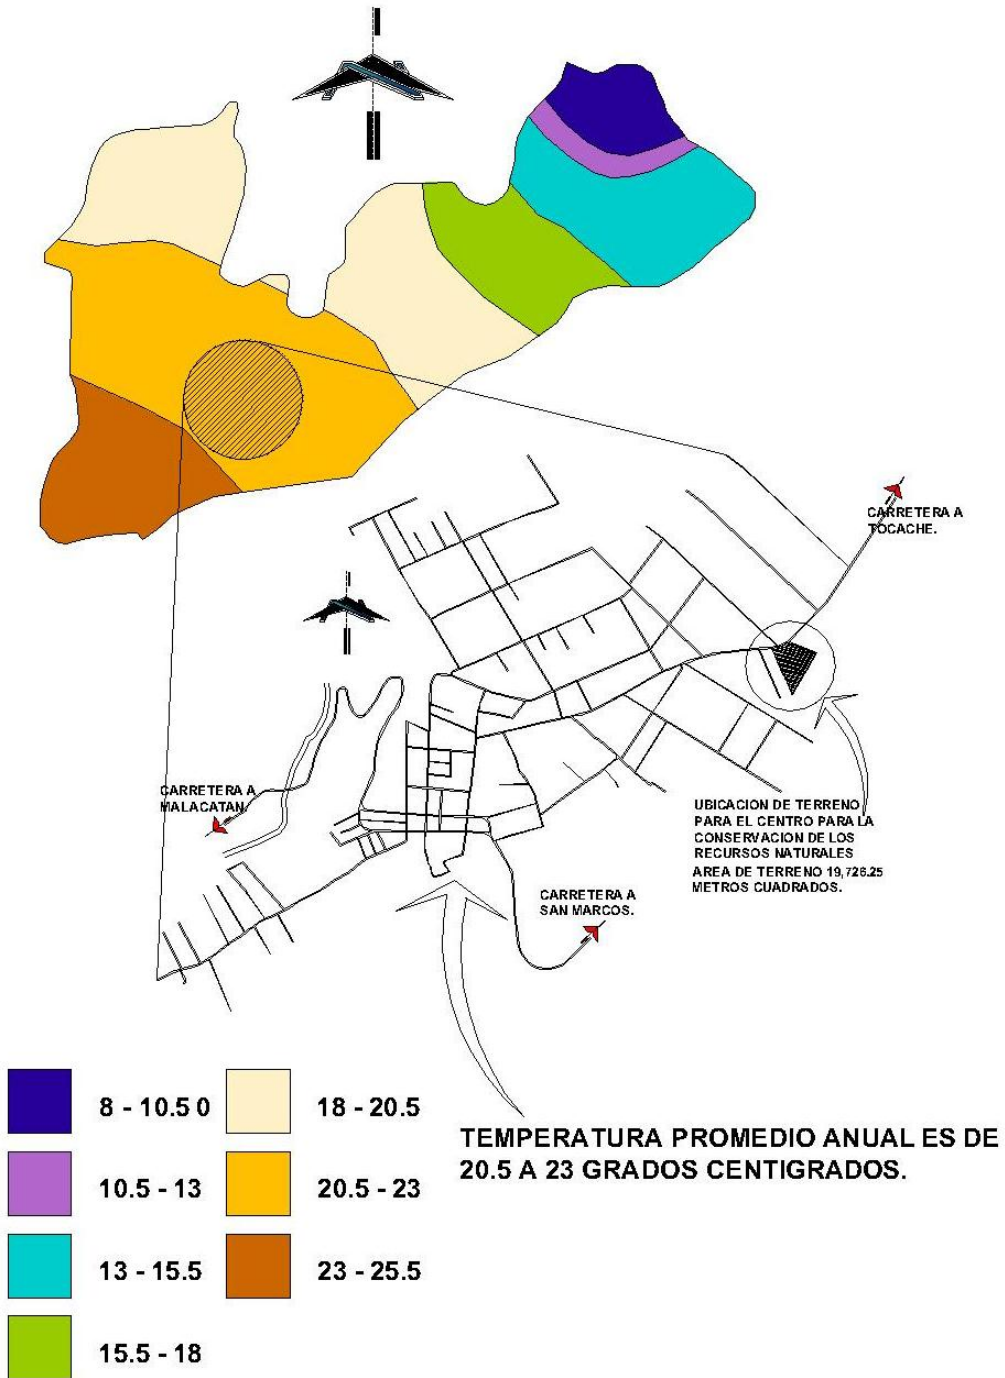 CARRETERA A
TOCACHE.
CARRETERA A
MALACATAN.
UBICACION DE TERRENO
PARA EL CENTRO PARA LA
CONSERVACION DE LOS
RECURSOS NATURALES
AREA DE TERRENO 19,726.25
METROS CUADRADOS.
CARRETERA A
SAN MARCOS.
8 - 10.5 0
18 - 20.5
10.5 - 13
20.5 - 23
13 - 15.5
23 - 25.5
15.5 - 18
TEMPERATURA PROMEDIO ANUAL ES DE
20.5 A 23 GRADOS CENTIGRADOS.